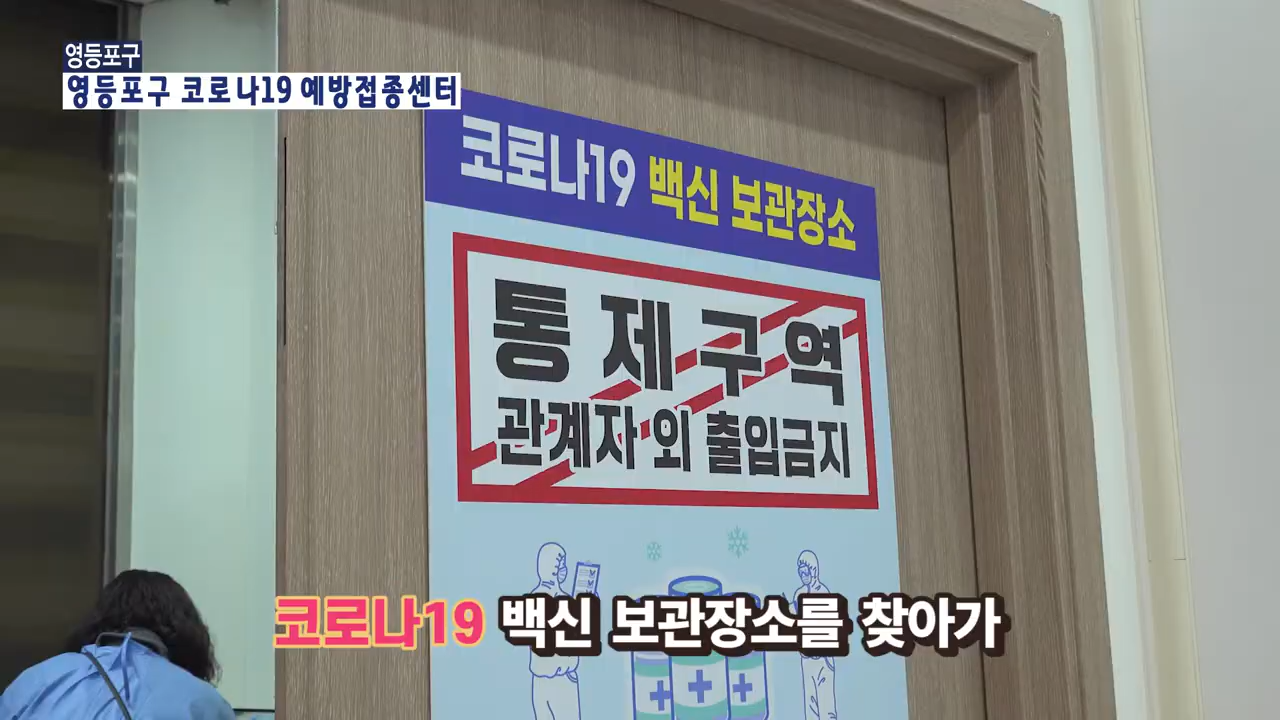 영등포구
영등포구 코로나19 예방접종센터
코로나19 백신 보관장소
통제구역
관계자 외 출입금지
코로나19 백신 보관장소를 찾아가